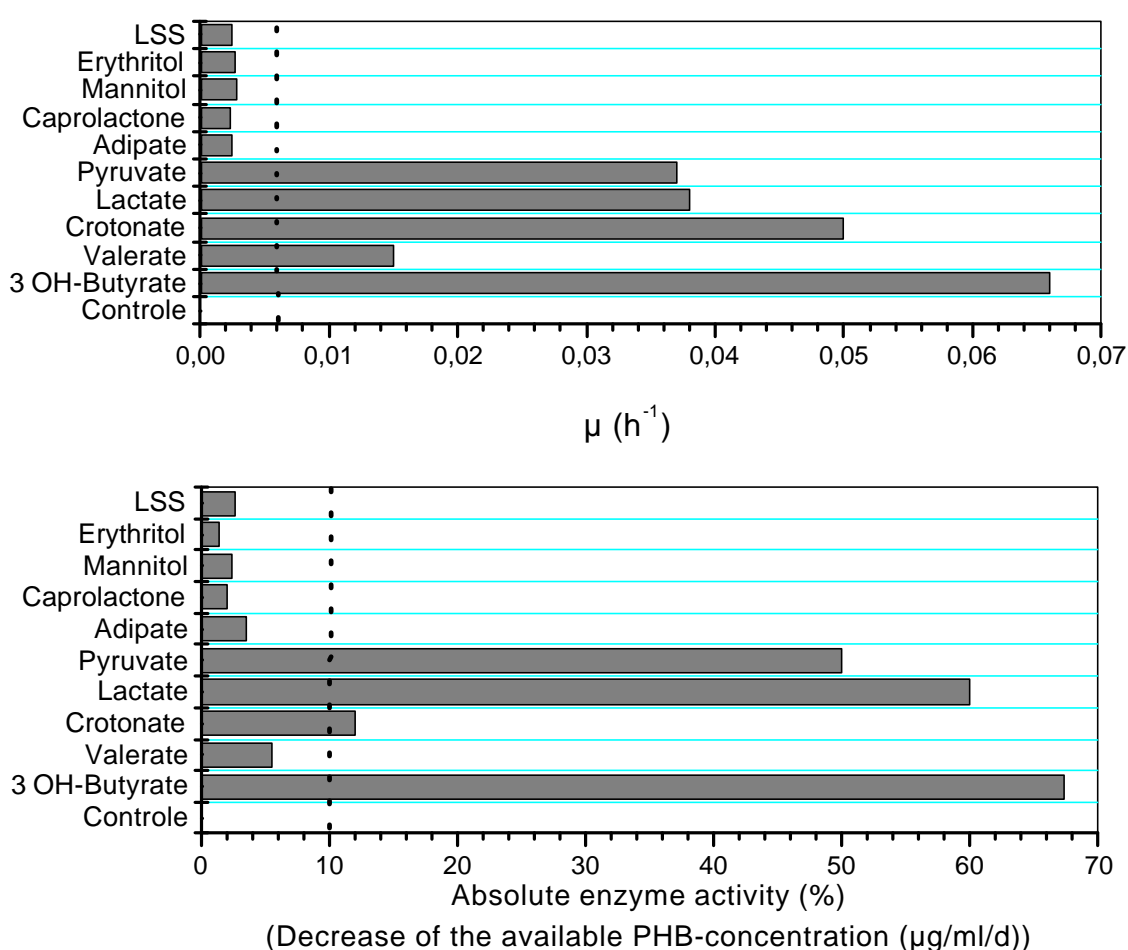 LSS
Erythritol
Mannitol
Caprolactone
Adipate
Pyruvate
Lactate
Crotonate
Valerate
3 OH-Butyrate
Controle
0,00 0,01 0,02 0,03 0,04 0,05 0,06 0,07
µ (h⁻¹)
LSS
Erythritol
Mannitol
Caprolactone
Adipate
Pyruvate
Lactate
Crotonate
Valerate
3 OH-Butyrate
Controle
0 10 20 30 40 50 60 70
Absolute enzyme activity (%)
(Decrease of the available PHB-concentration (µg/ml/d))